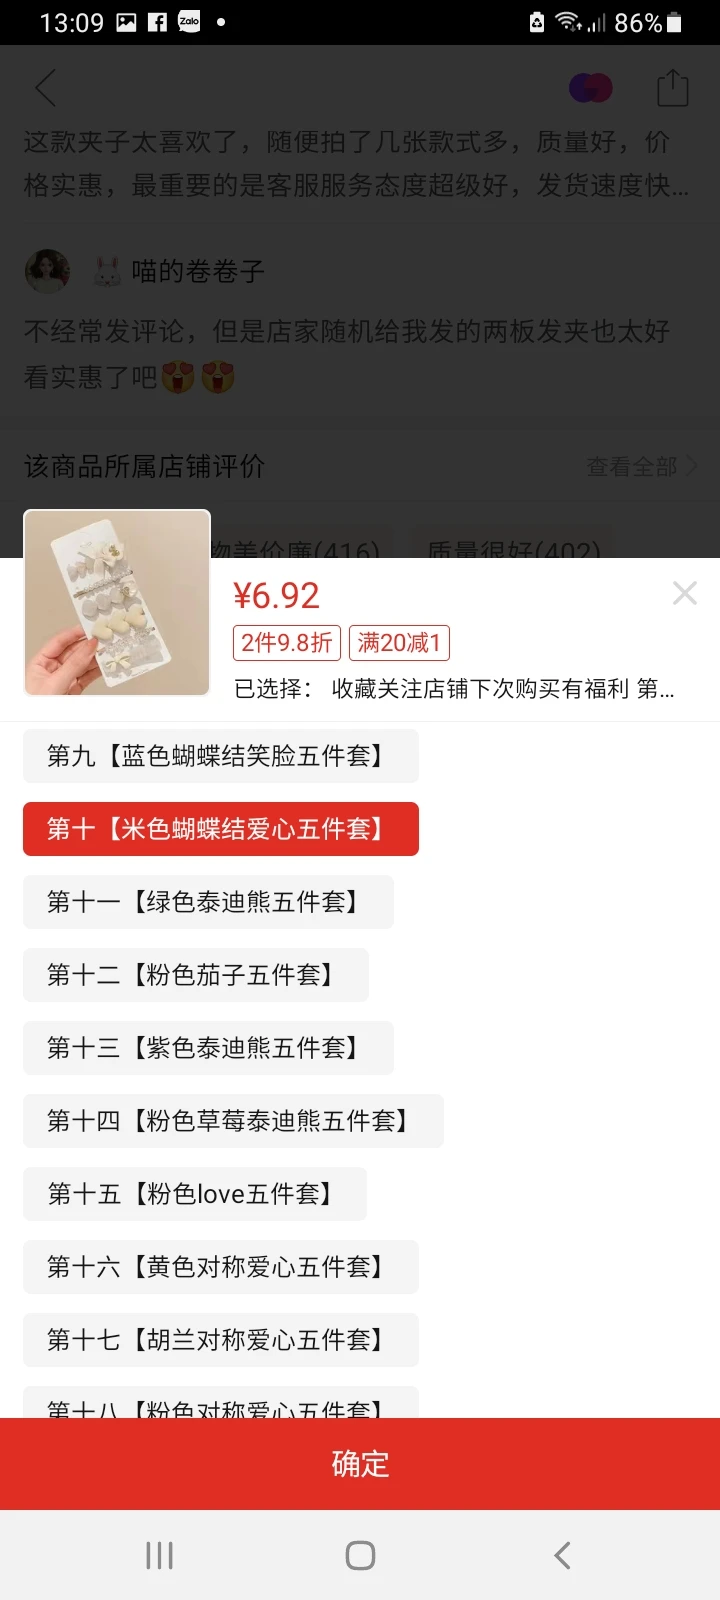 13:09
Zalo
86%
这款夹子太喜欢了，随便拍了几张款式多，质量好，价
格实惠，最重要的是客服服务态度超级好，发货速度快...
喵的卷卷子
不经常发评论，但是店家随机给我发的两板发夹也太好
看实惠了吧
该商品所属店铺评价
查看全部
物美价廉(416)
质量很好(402)
¥6.92
2件9.8折
满20减1
已选择： 收藏关注店铺下次购买有福利 第...
第九【蓝色蝴蝶结笑脸五件套】
第十【米色蝴蝶结爱心五件套】
第十一【绿色泰迪熊五件套】
第十二【粉色茄子五件套】
第十三【紫色泰迪熊五件套】
第十四【粉色草莓泰迪熊五件套】
第十五【粉色love五件套】
第十六【黄色对称爱心五件套】
第十七【胡兰对称爱心五件套】
第十八【粉色对称爱心五件套】
确定